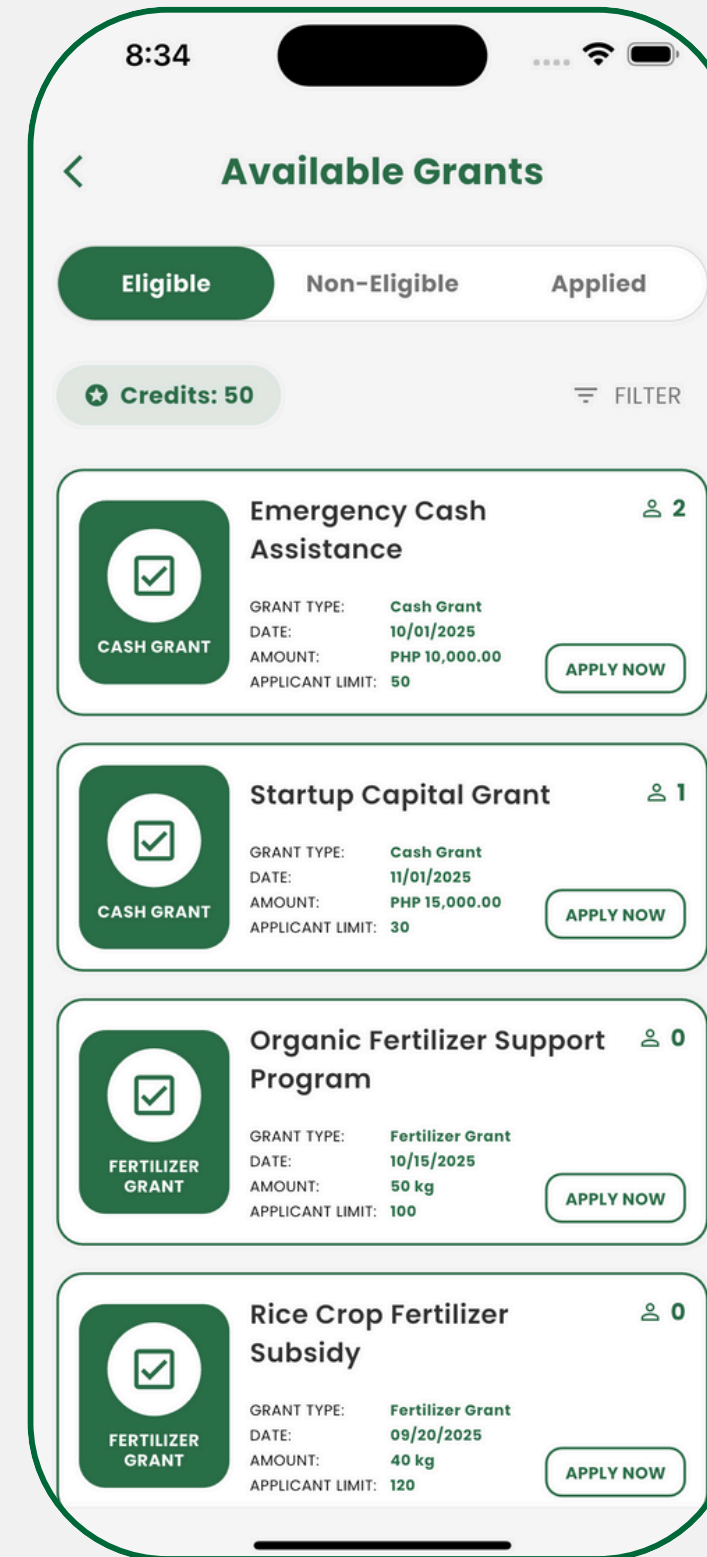 8:34
Available Grants
Eligible Non-Eligible Applied
Credits: 50 FILTER
CASH GRANT
Emergency Cash
Assistance
2
GRANT TYPE: Cash Grant
DATE: 10/01/2025
AMOUNT: PHP 10,000.00
APPLICANT LIMIT: 50
APPLY NOW
CASH GRANT
Startup Capital Grant
1
GRANT TYPE: Cash Grant
DATE: 11/01/2025
AMOUNT: PHP 15,000.00
APPLICANT LIMIT: 30
APPLY NOW
FERTILIZER
GRANT
Organic Fertilizer Support
Program
0
GRANT TYPE: Fertilizer Grant
DATE: 10/15/2025
AMOUNT: 50 kg
APPLICANT LIMIT: 100
APPLY NOW
FERTILIZER
GRANT
Rice Crop Fertilizer
Subsidy
0
GRANT TYPE: Fertilizer Grant
DATE: 09/20/2025
AMOUNT: 40 kg
APPLICANT LIMIT: 120
APPLY NOW